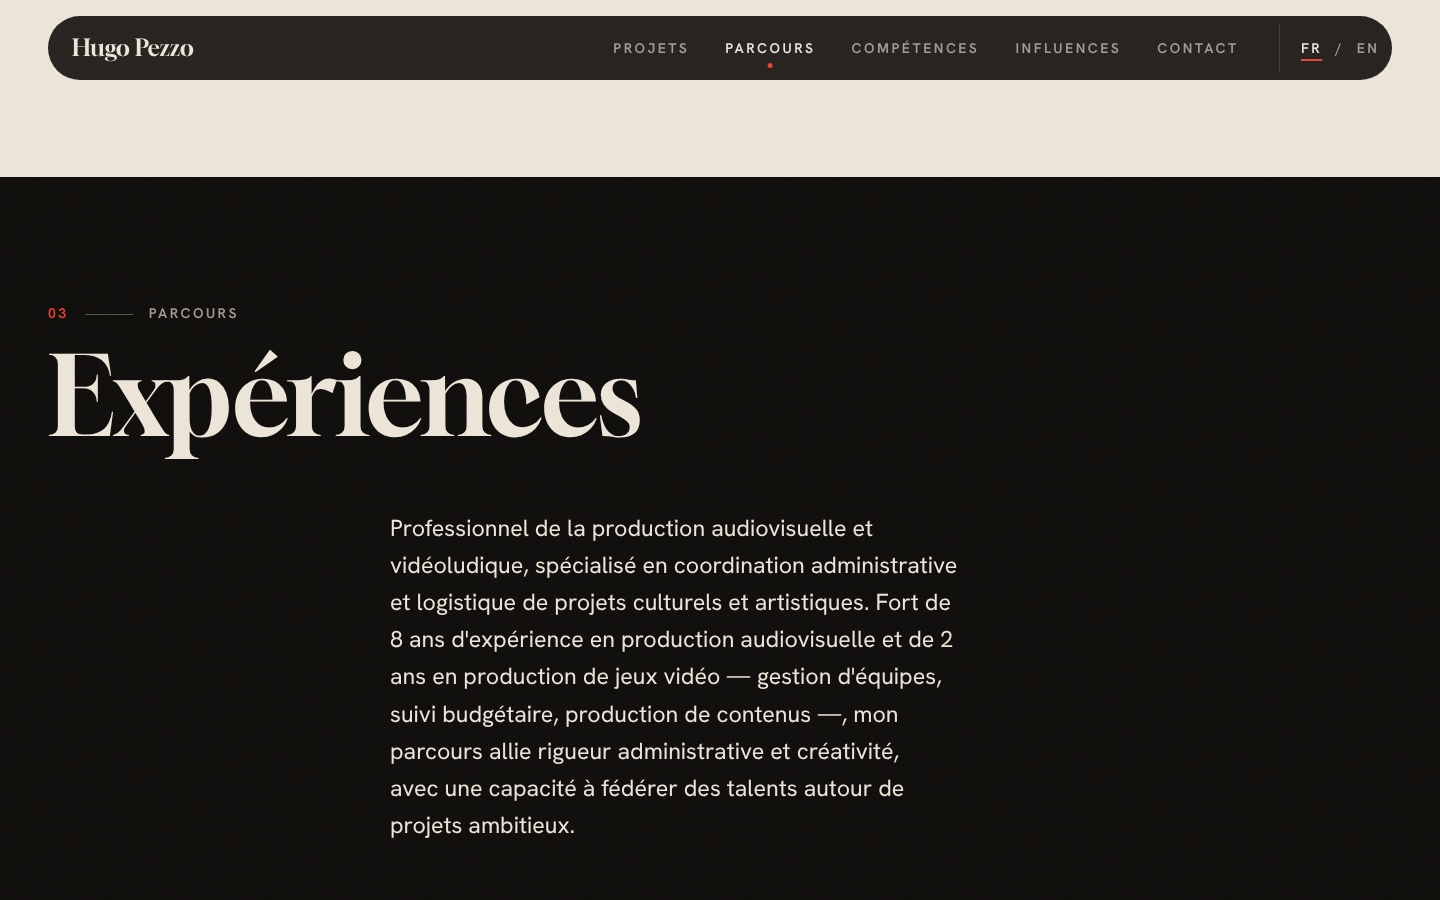 Hugo Pezzo
PROJETS PARCOURS COMPÉTENCES INFLUENCES CONTACT FR / EN
03 PARCOURS
Expériences
Professionnel de la production audiovisuelle et
vidéoludique, spécialisé en coordination administrative
et logistique de projets culturels et artistiques. Fort de
8 ans d'expérience en production audiovisuelle et de 2
ans en production de jeux vidéo — gestion d'équipes,
suivi budgétaire, production de contenus —, mon
parcours allie rigueur administrative et créativité,
avec une capacité à fédérer des talents autour de
projets ambitieux.